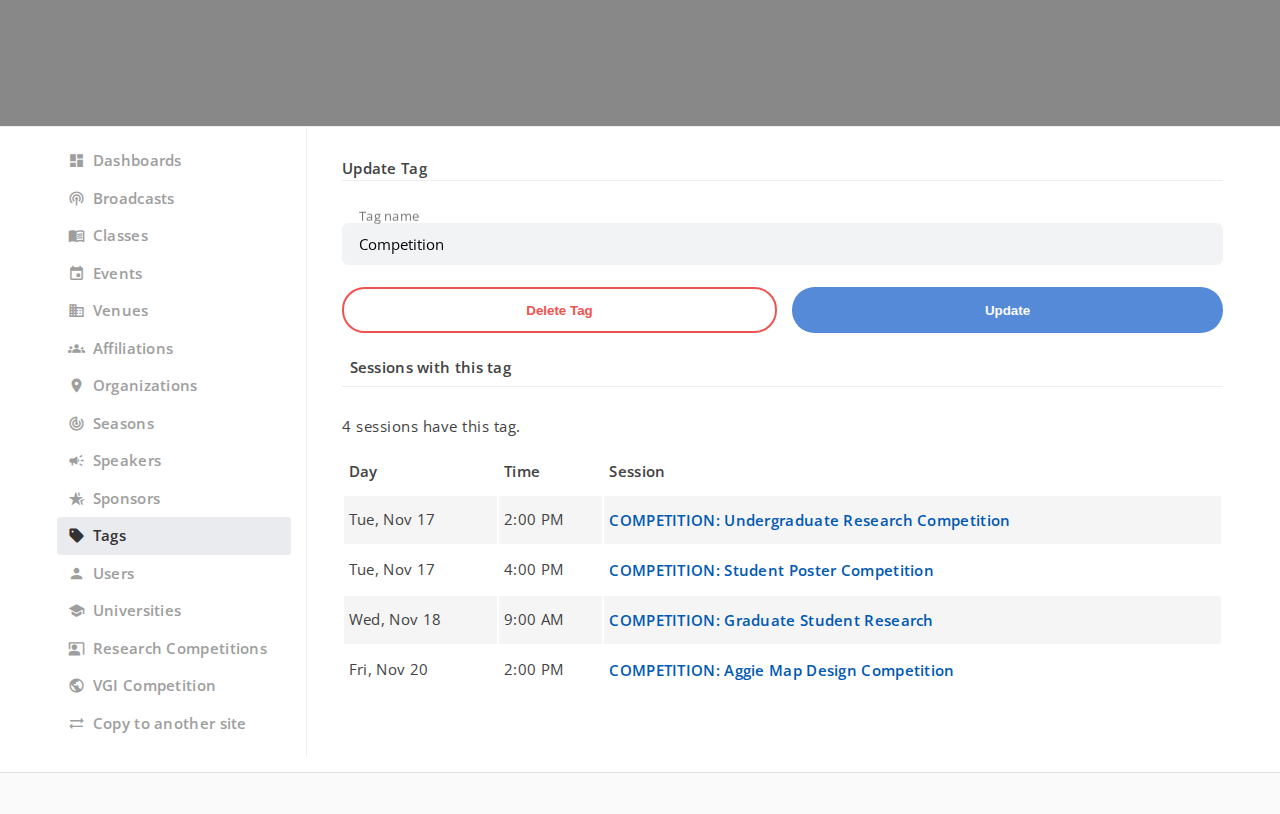 Dashboards
Broadcasts
Classes
Events
Venues
Affiliations
Organizations
Seasons
Speakers
Sponsors
Tags
Users
Universities
Research Competitions
VGI Competition
Copy to another site
Update Tag
Tag name
Competition
Delete Tag Update
Sessions with this tag
4 sessions have this tag.
Day Time Session
Tue, Nov 17 2:00 PM COMPETITION: Undergraduate Research Competition
Tue, Nov 17 4:00 PM COMPETITION: Student Poster Competition
Wed, Nov 18 9:00 AM COMPETITION: Graduate Student Research
Fri, Nov 20 2:00 PM COMPETITION: Aggie Map Design Competition